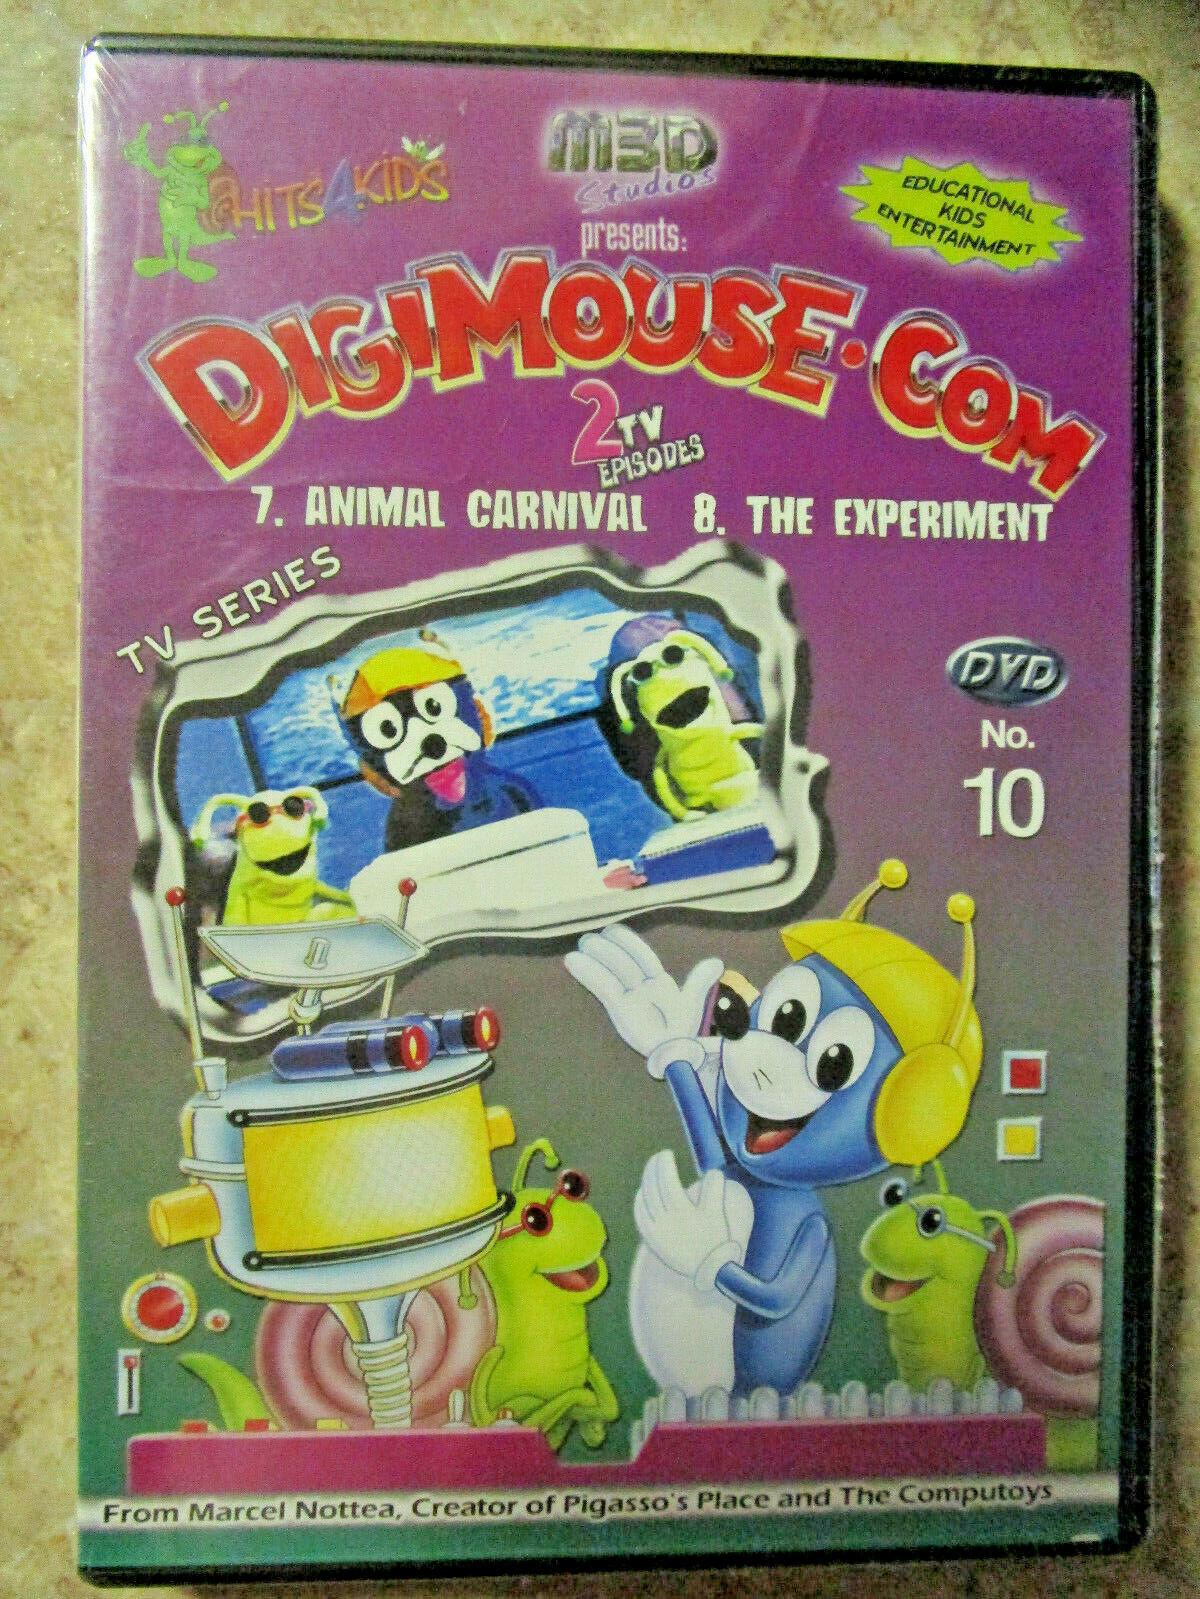 @HITS4KIDS
M3D
Studios
presents:
EDUCATIONAL
KIDS
ENTERTAINMENT
DIGIMOUSE.COM
2 TV
EPISODES
7. ANIMAL CARNIVAL 8. THE EXPERIMENT
TV SERIES
DVD
No.
10
D
From Marcel Nottea, Creator of Pigasso's Place and The Computoys